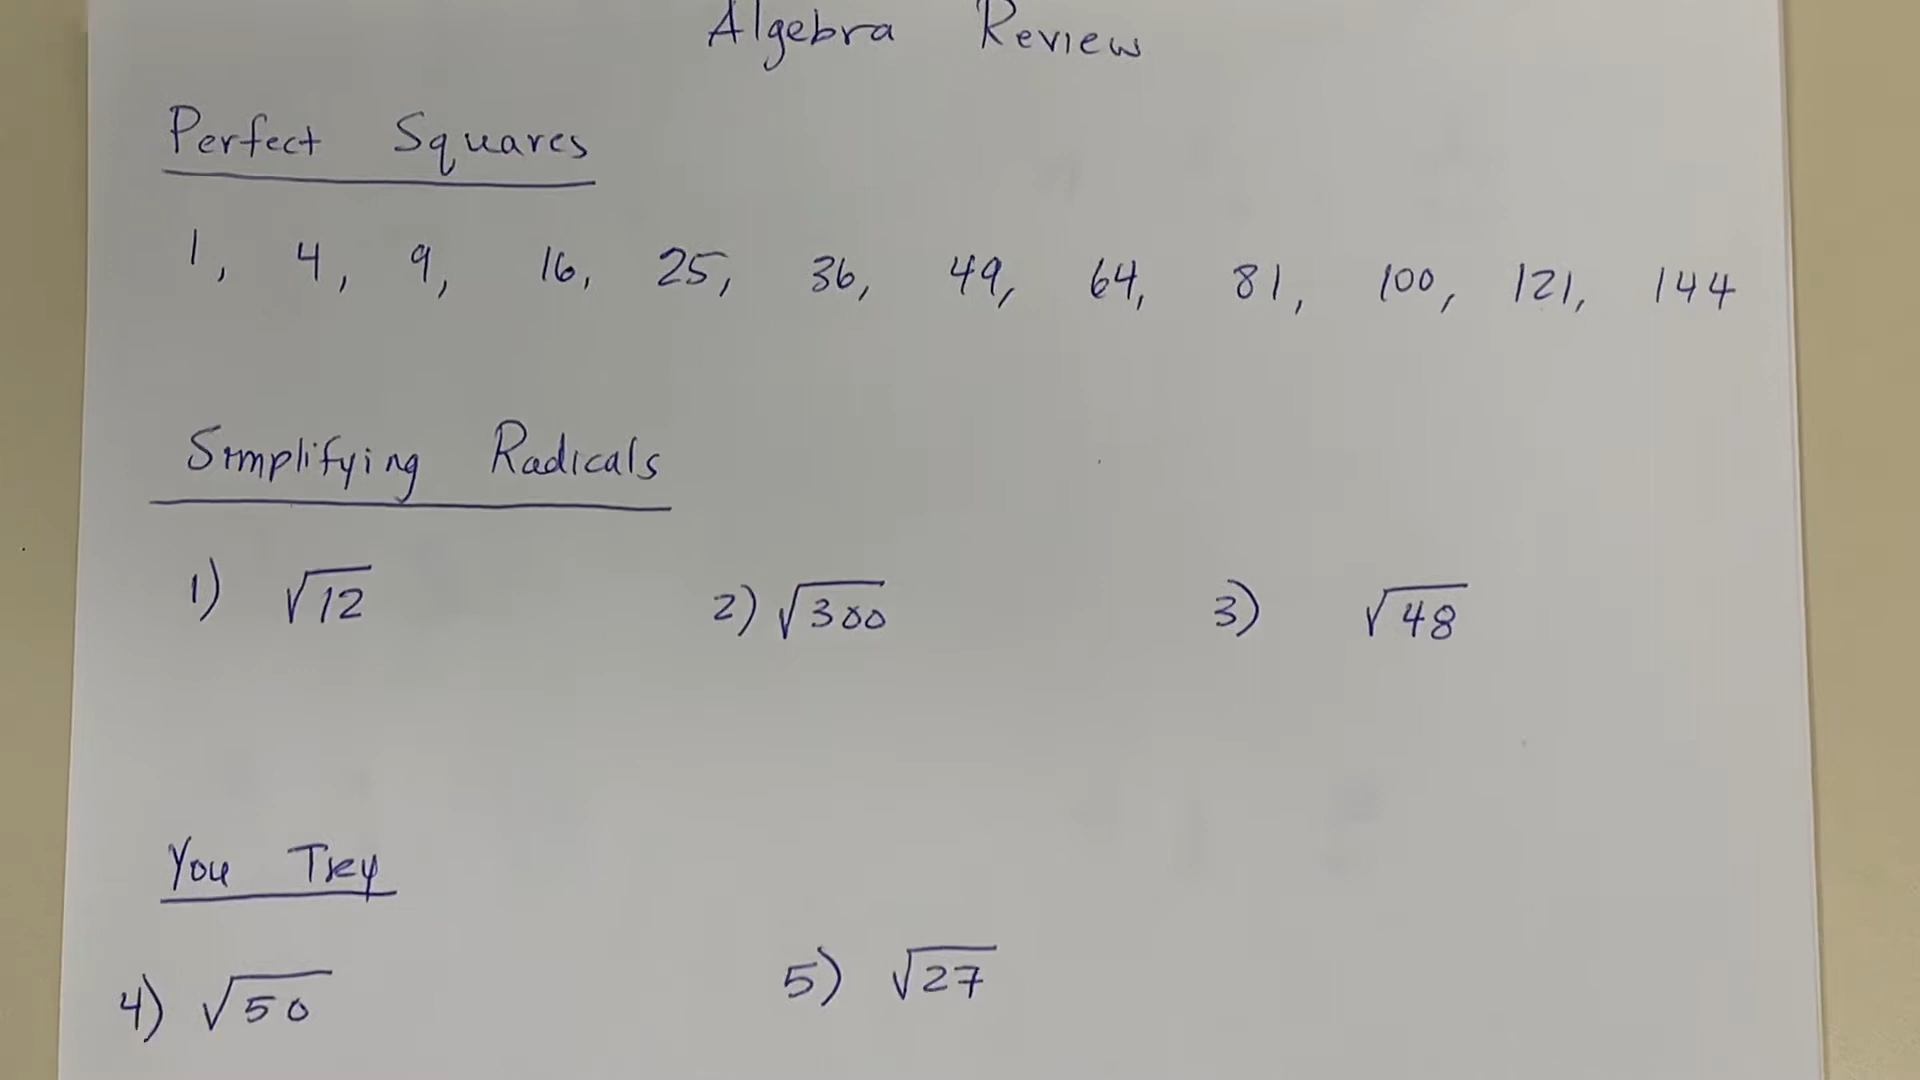 Algebra Review
Perfect Squares
1, 4, 9, 16, 25, 36, 49, 64, 81, 100, 121, 144
Simplifying Radicals
1) √12 2) √300 3) √48
You Try
4) √50 5) √27